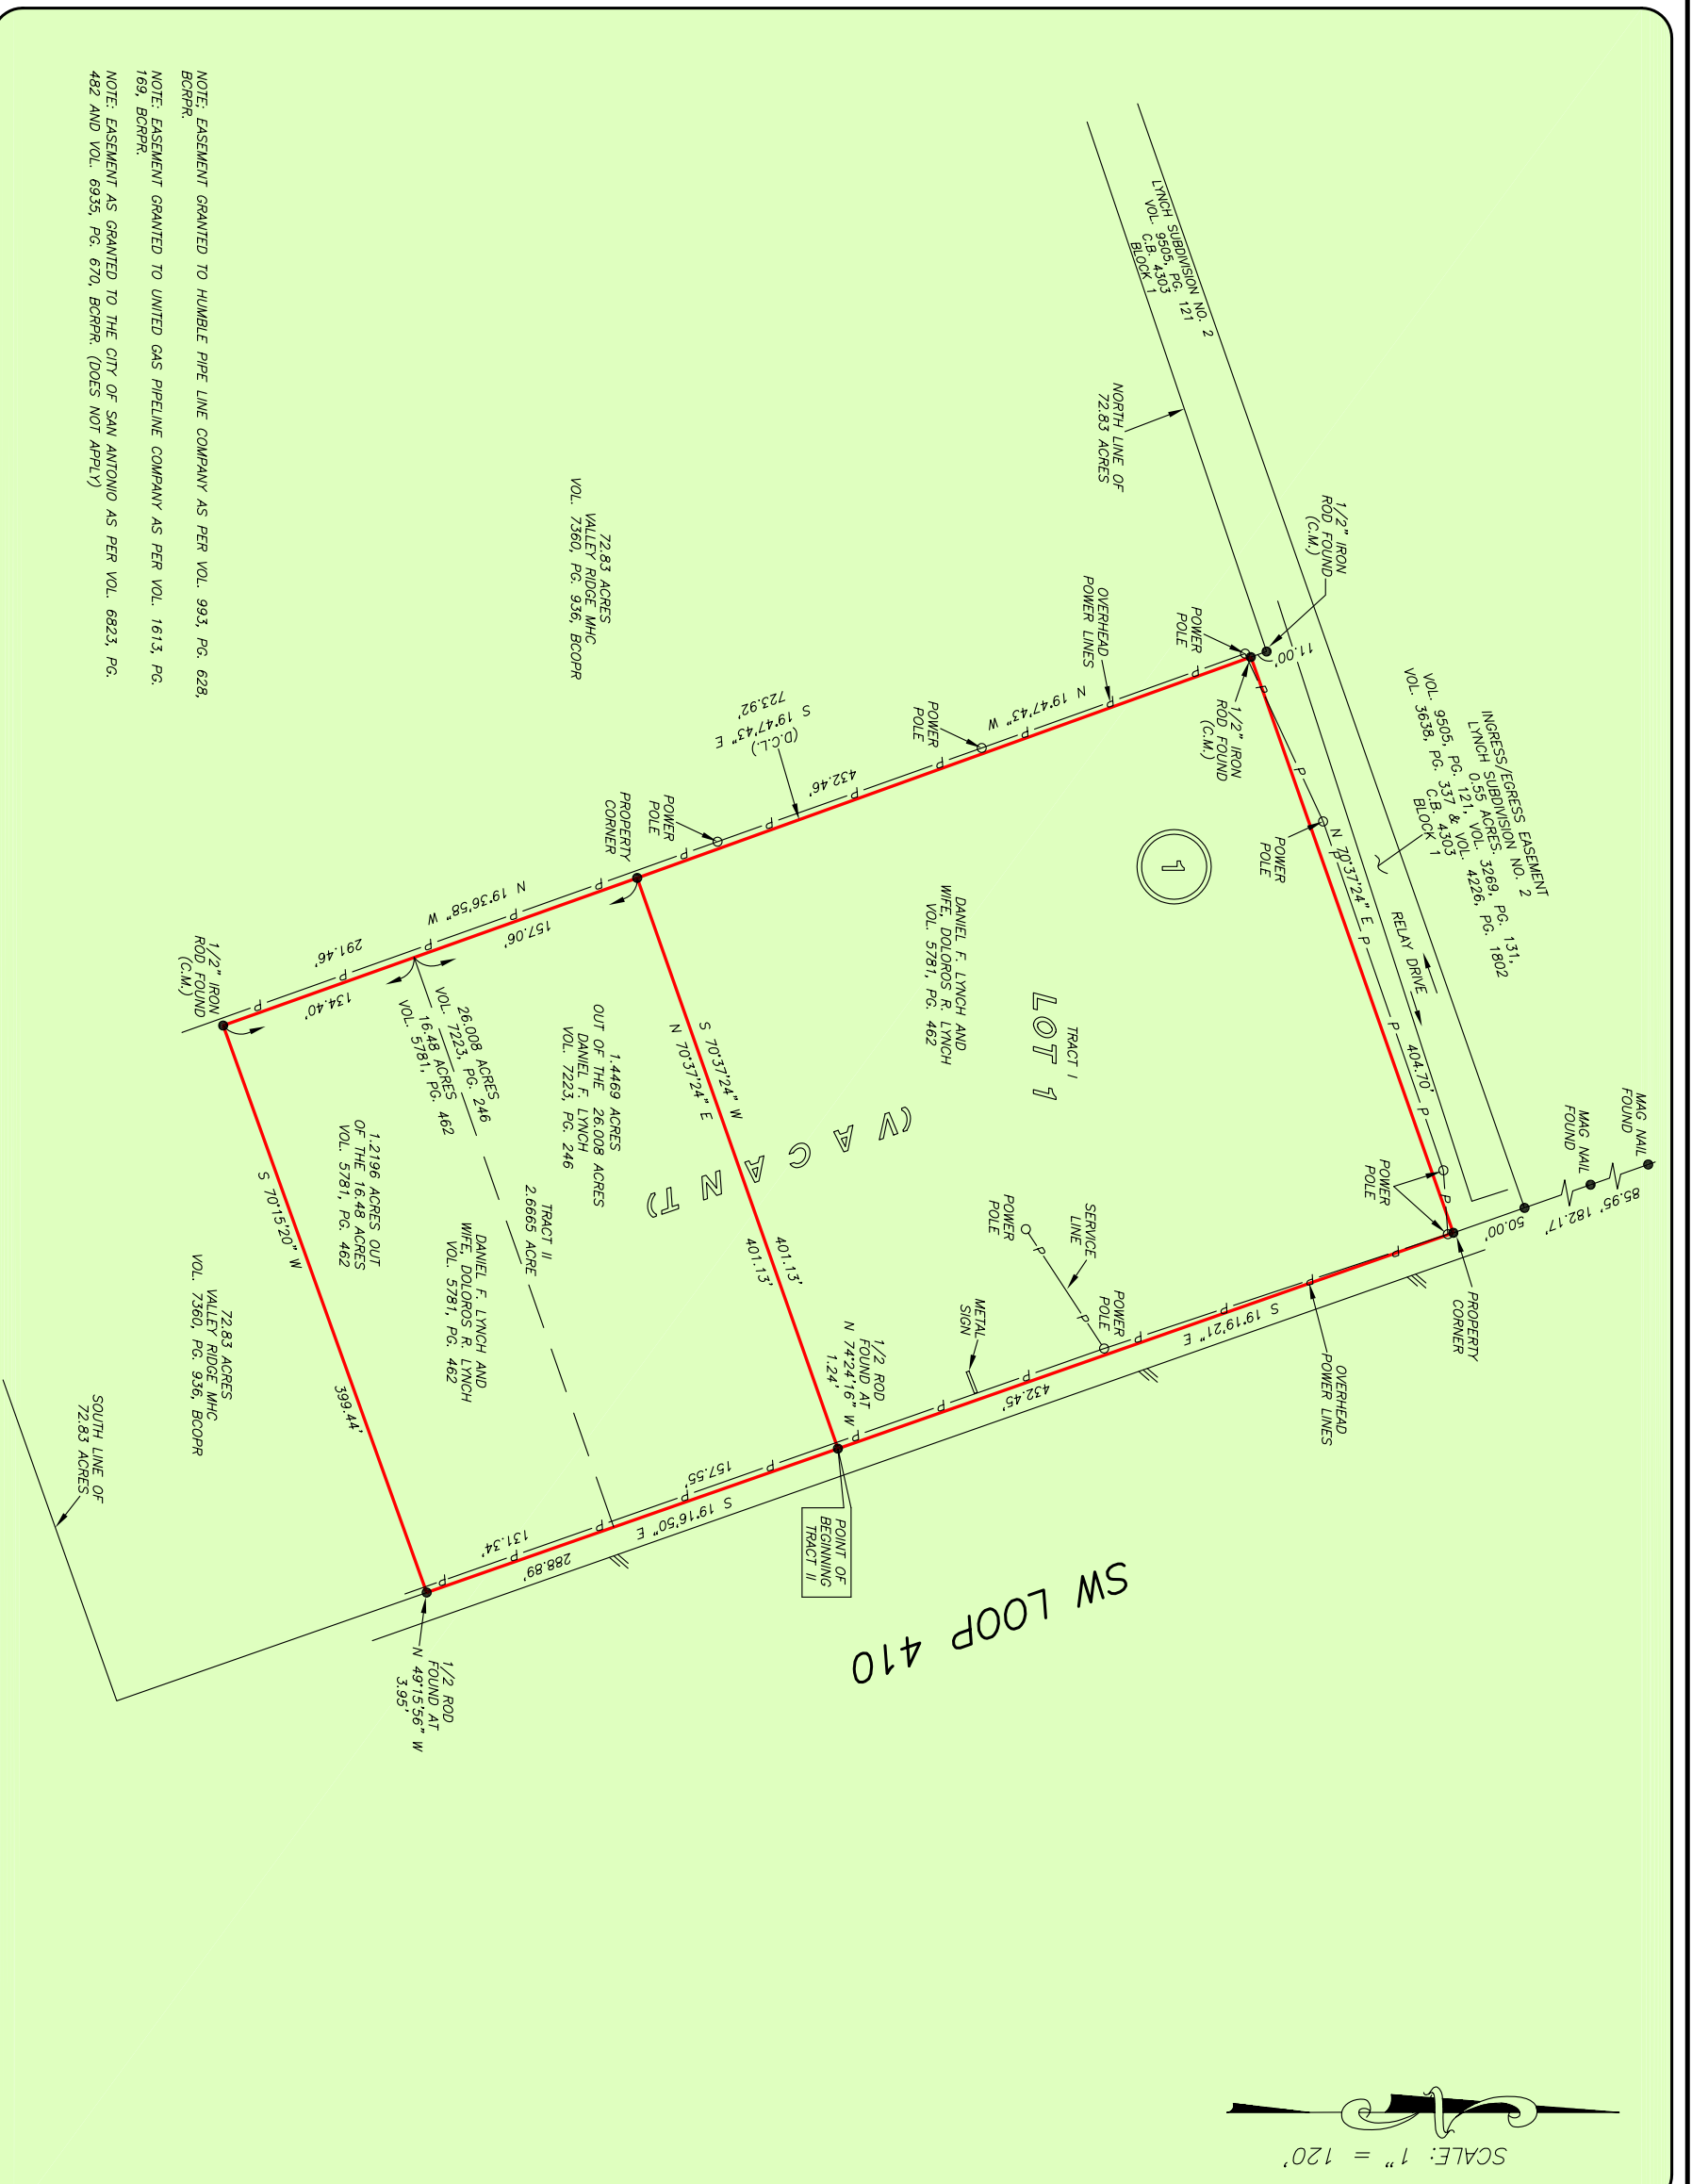 MAG NAIL
FOUND
MAG NAIL
FOUND
85.95'
182.17'
50.00'
PROPERTY
CORNER
OVERHEAD
POWER LINES
INGRESS/EGRESS EASEMENT
LYNCH SUBDIVISION NO. 2
0.55 ACRES.
VOL. 9505, PG. 121, VOL. 3269, PG. 131,
VOL. 3638, PG. 337 & VOL. 4226, PG. 1802
C.B. 4303
BLOCK 1
RELAY DRIVE
N 70°37'24" E
404.70'
1/2" IRON
ROD FOUND
(C.M.)
11.00'
LYNCH SUBDIVISION NO. 2
VOL. 9505, PG. 121
C.B. 4303
BLOCK 1
NORTH LINE OF
72.83 ACRES
POWER
POLE
1/2" IRON
ROD FOUND
(C.M.)
POWER
POLE
POWER
POLE
OVERHEAD
POWER LINES
1
N 19°47'43" W
432.46'
(D.C.L.)
S 19°47'43" E
723.92'
POWER
POLE
POWER
POLE
PROPERTY
CORNER
TRACT I
LOT 1
DANIEL F. LYNCH AND
WIFE, DOLOROS R. LYNCH
VOL. 5781, PG. 462
(VACANT)
SERVICE
LINE
POWER
POLE
POWER
POLE
METAL
SIGN
S 19°19'21" E
432.45'
1/2 ROD
FOUND AT
N 74°24'16" W
1.24'
POINT OF
BEGINNING
TRACT II
SW LOOP 410
S 70°37'24" W
N 70°37'24" E
401.13'
401.13'
72.83 ACRES
VALLEY RIDGE MHC
VOL. 7360, PG. 936, BCOPR
N 19°36'58" W
157.06'
291.46'
134.40'
1/2" IRON
ROD FOUND
(C.M.)
1.4469 ACRES
OUT OF THE 26.008 ACRES
DANIEL F. LYNCH
VOL. 7223, PG. 246
26.008 ACRES
VOL. 7223, PG. 246
16.48 ACRES
VOL. 5781, PG. 462
TRACT II
2.6665 ACRE
DANIEL F. LYNCH AND
WIFE, DOLOROS R. LYNCH
VOL. 5781, PG. 462
1.2196 ACRES OUT
OF THE 16.48 ACRES
VOL. 5781, PG. 462
157.55'
S 19°16'50" E
131.34'
288.89'
S 70°15'20" W
399.44'
1/2 ROD
FOUND AT
N 49°15'56" W
3.95'
72.83 ACRES
VALLEY RIDGE MHC
VOL. 7360, PG. 936, BCOPR
SOUTH LINE OF
72.83 ACRES
NOTE; EASEMENT GRANTED TO HUMBLE PIPE LINE COMPANY AS PER VOL. 993, PG. 628,
BCRPR.
NOTE: EASEMENT GRANTED TO UNITED GAS PIPELINE COMPANY AS PER VOL. 1613, PG.
169, BCRPR.
NOTE: EASEMENT AS GRANTED TO THE CITY OF SAN ANTONIO AS PER VOL. 6823, PG.
482 AND VOL. 6935, PG. 670, BCRPR. (DOES NOT APPLY)
SCALE: 1" = 120'